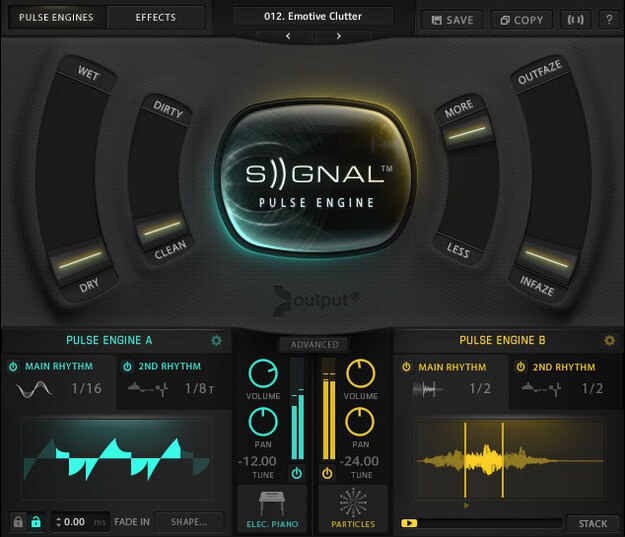 PULSE ENGINES EFFECTS 012. Emotive Clutter SAVE COPY ?
< >
WET DIRTY MORE OUTFAZE
S))GNAL™
PULSE ENGINE
DRY CLEAN LESS INFAZE
output®
PULSE ENGINE A
MAIN RHYTHM 2ND RHYTHM
1/16 1/8 T
0.00 ms FADE IN SHAPE...
ADVANCED
VOLUME VOLUME
PAN PAN
-12.00 -24.00
TUNE TUNE
ELEC. PIANO PARTICLES
PULSE ENGINE B
MAIN RHYTHM 2ND RHYTHM
1/2 1/2
STACK